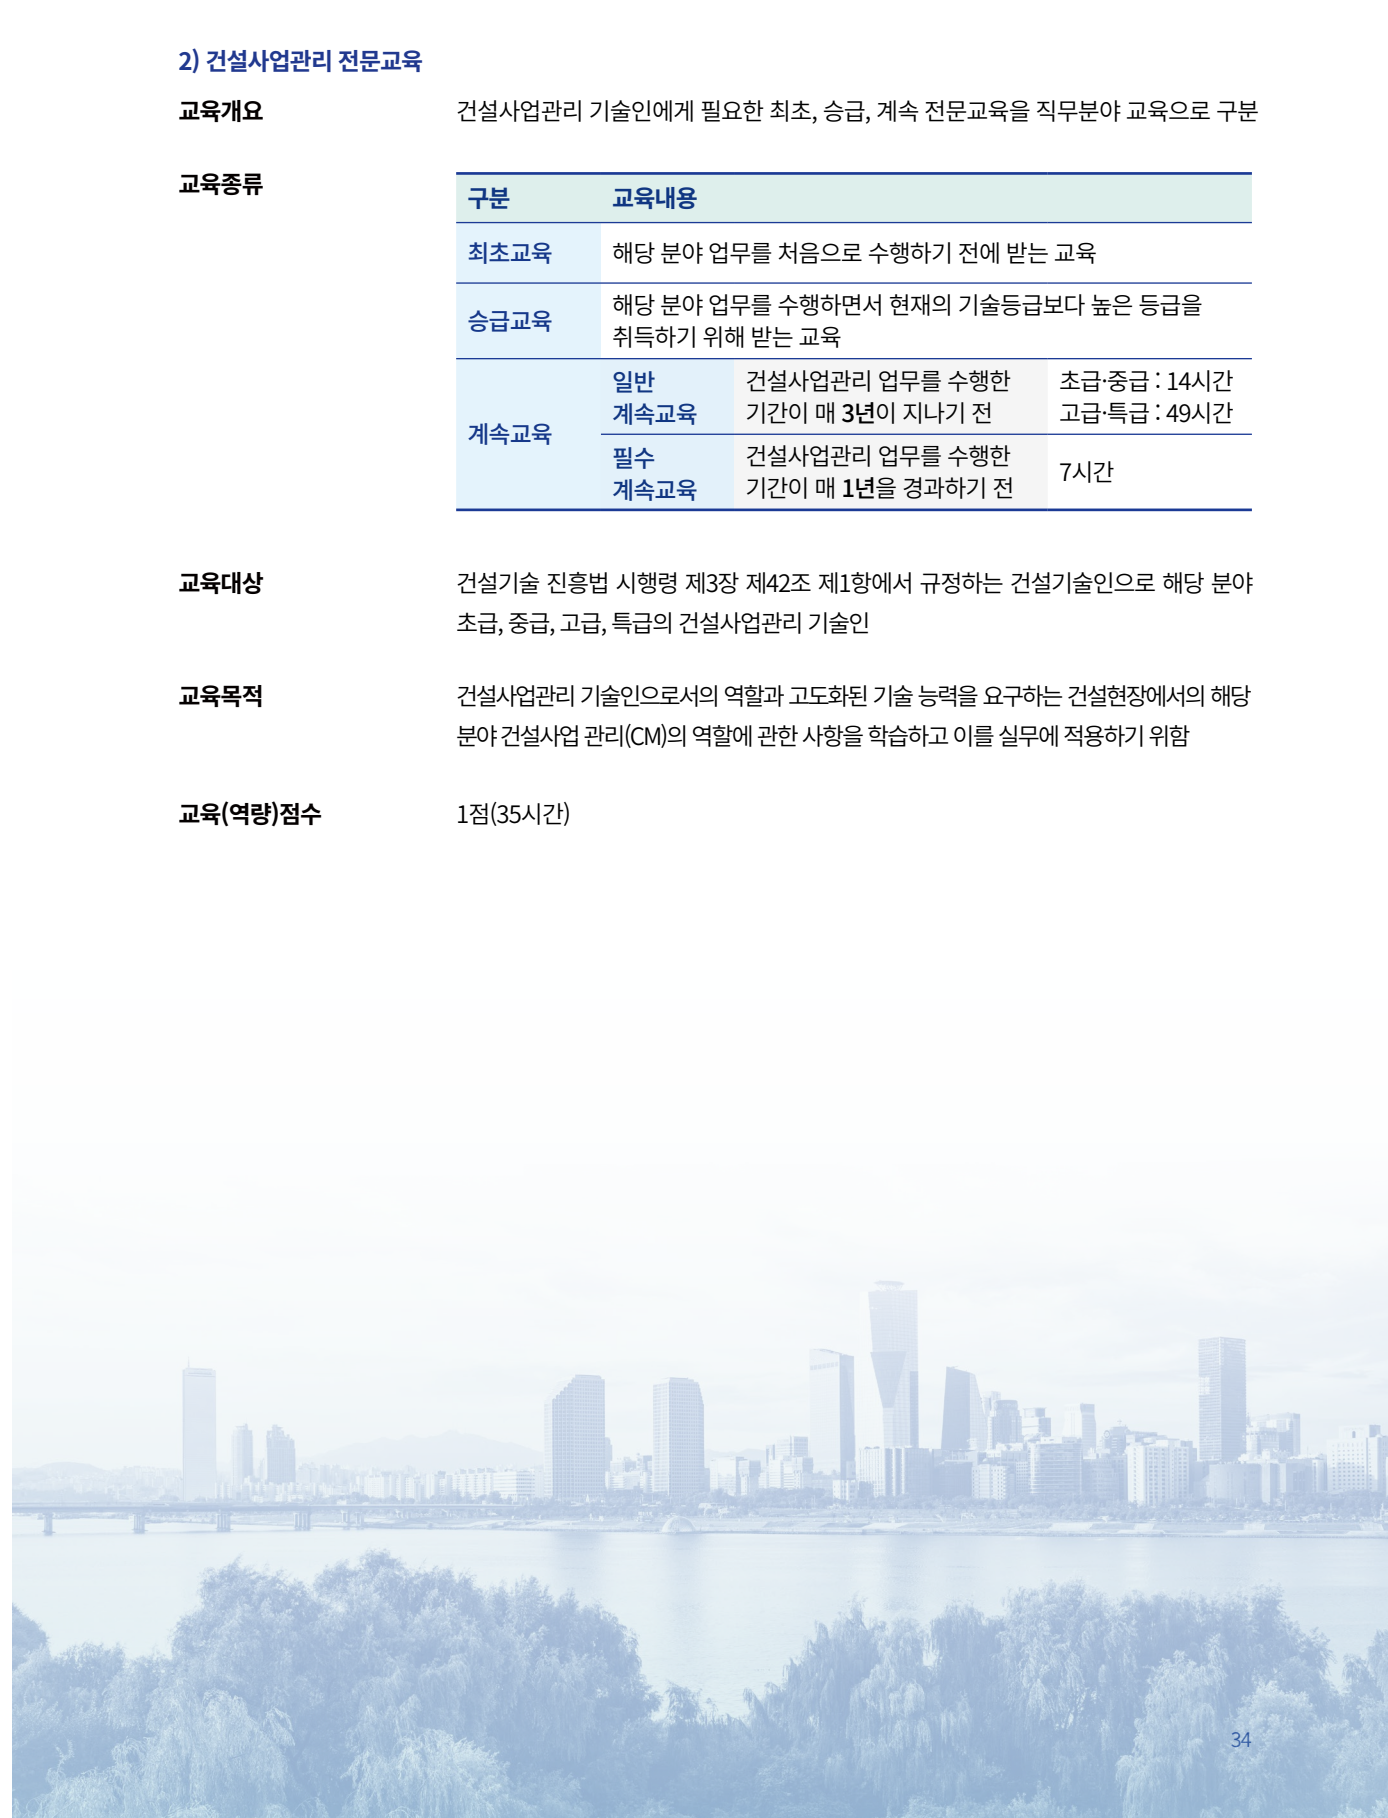 2) 건설사업관리 전문교육
교육개요
건설사업관리 기술인에게 필요한 최초, 승급, 계속 전문교육을 직무분야 교육으로 구분
교육종류
구분 교육내용
최초교육 해당 분야 업무를 처음으로 수행하기 전에 받는 교육
승급교육
해당 분야 업무를 수행하면서 현재의 기술등급보다 높은 등급을
취득하기 위해 받는 교육
계속교육
일반
계속교육
건설사업관리 업무를 수행한
기간이 매 3년이 지나기 전
초급·중급 : 14시간
고급·특급 : 49시간
필수
계속교육
건설사업관리 업무를 수행한
기간이 매 1년을 경과하기 전
7시간
교육대상
건설기술 진흥법 시행령 제3장 제42조 제1항에서 규정하는 건설기술인으로 해당 분야
초급, 중급, 고급, 특급의 건설사업관리 기술인
교육목적
건설사업관리 기술인으로서의 역할과 고도화된 기술 능력을 요구하는 건설현장에서의 해당
분야 건설사업 관리(CM)의 역할에 관한 사항을 학습하고 이를 실무에 적용하기 위함
교육(역량)점수
1점(35시간)
34